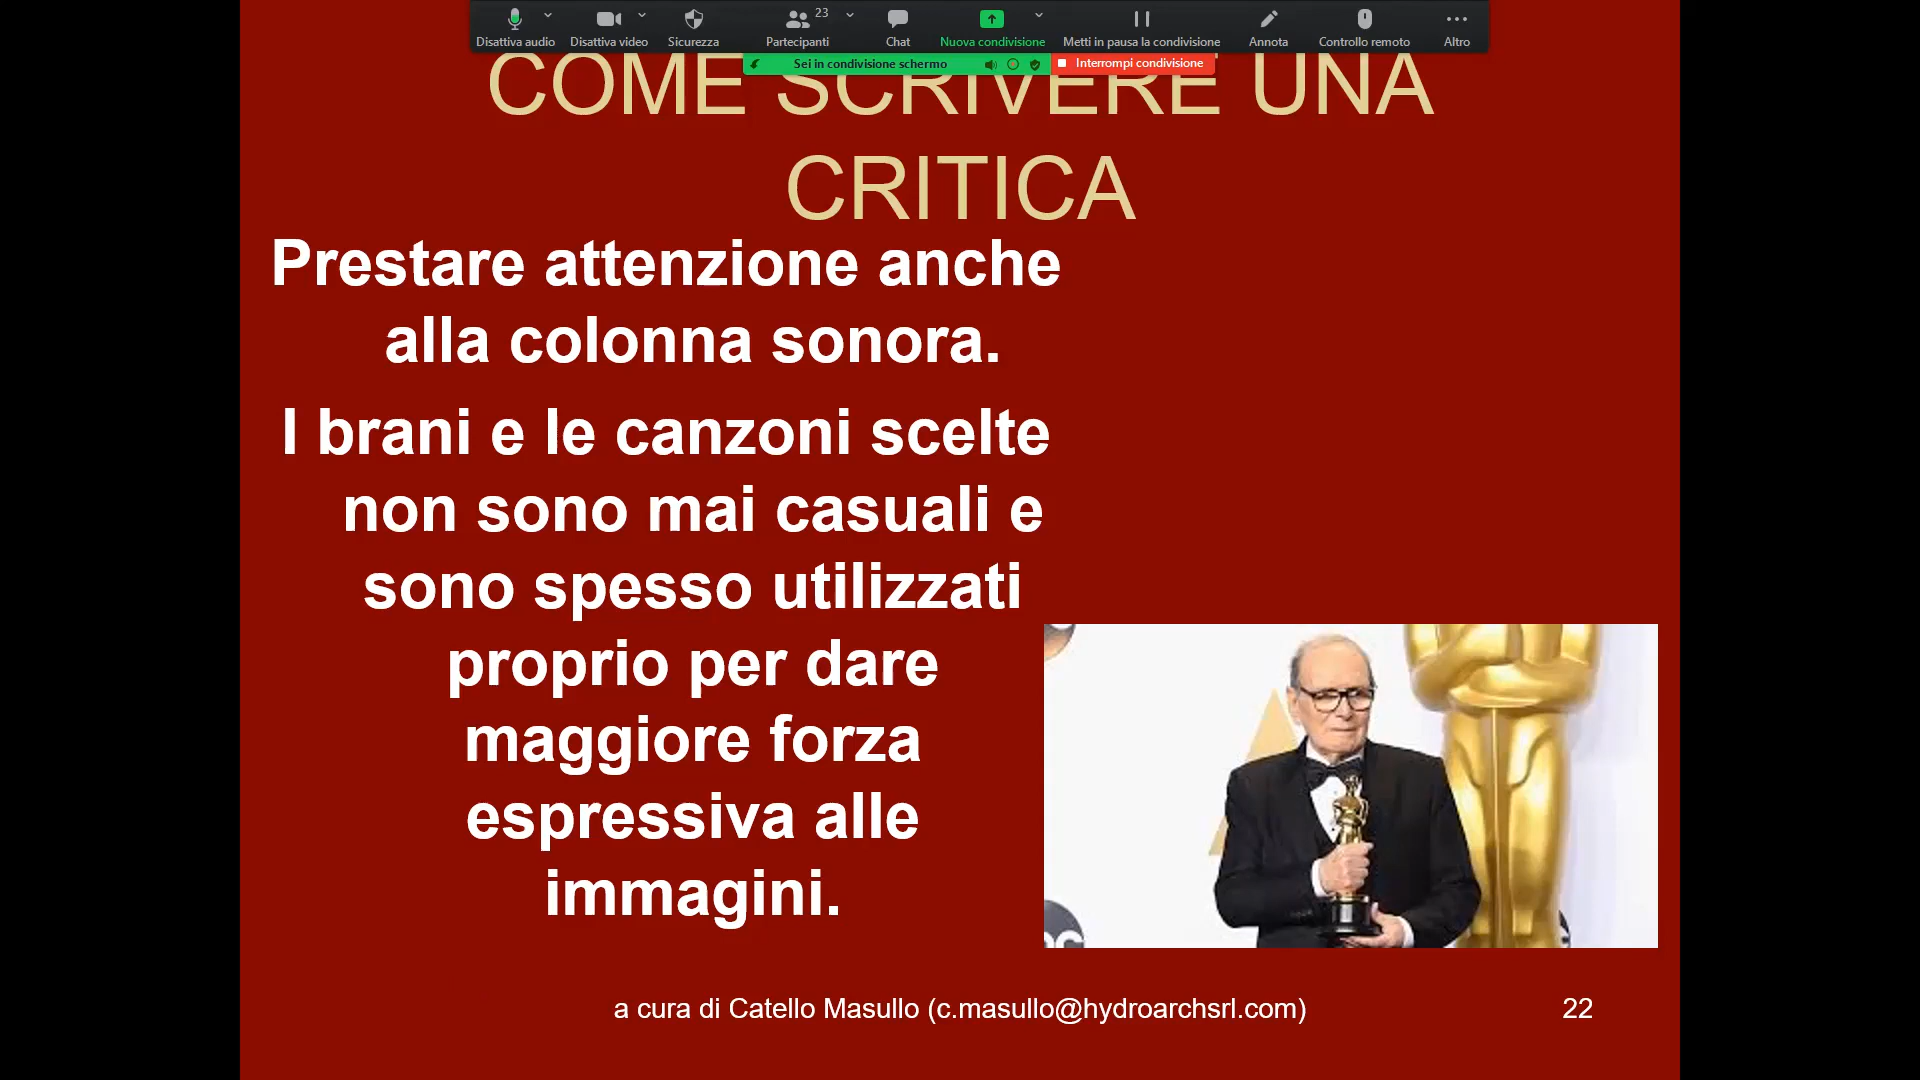 Disattiva audio
Disattiva video
Sicurezza
23
Partecipanti
Chat
Nuova condivisione
Metti in pausa la condivisione
Annota
Controllo remoto
Altro
Sei in condivisione schermo
Interrompi condivisione
COME SCRIVERE UNA
CRITICA
Prestare attenzione anche
alla colonna sonora.
I brani e le canzoni scelte
non sono mai casuali e
sono spesso utilizzati
proprio per dare
maggiore forza
espressiva alle
immagini.
a cura di Catello Masullo (c.masullo@hydroarchsrl.com)
22